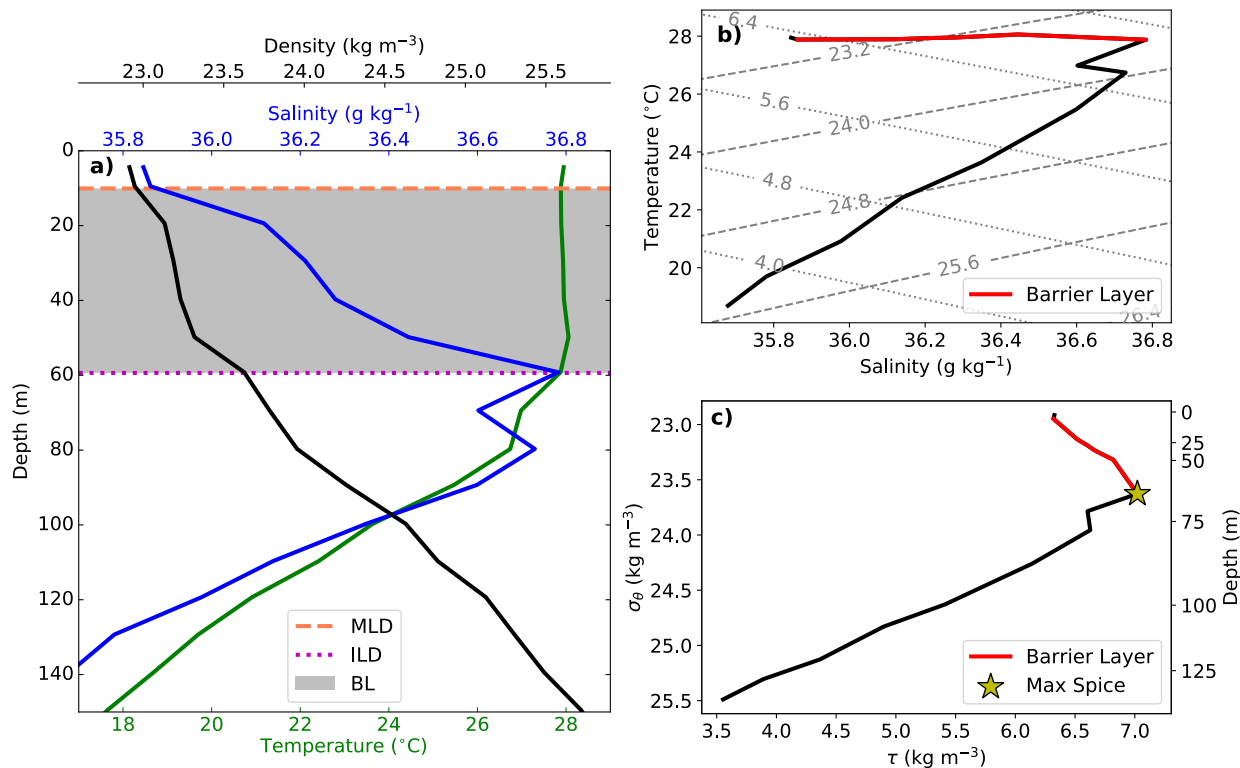 Density (kg m⁻³)
23.0 23.5 24.0 24.5 25.0 25.5
Salinity (g kg⁻¹)
35.8 36.0 36.2 36.4 36.6 36.8
a)
0
20
40
60
80
100
120
140
Depth (m)
MLD
ILD
BL
18 20 22 24 26 28
Temperature (°C)
b)
28
26
24
22
20
Temperature (°C)
6.4
23.2
5.6
24.0
4.8
24.8
4.0
25.6
26.4
Barrier Layer
35.8 36.0 36.2 36.4 36.6 36.8
Salinity (g kg⁻¹)
c)
23.0
23.5
24.0
24.5
25.0
25.5
σθ (kg m⁻³)
0
25
50
75
100
125
Depth (m)
Barrier Layer
Max Spice
3.5 4.0 4.5 5.0 5.5 6.0 6.5 7.0
τ (kg m⁻³)